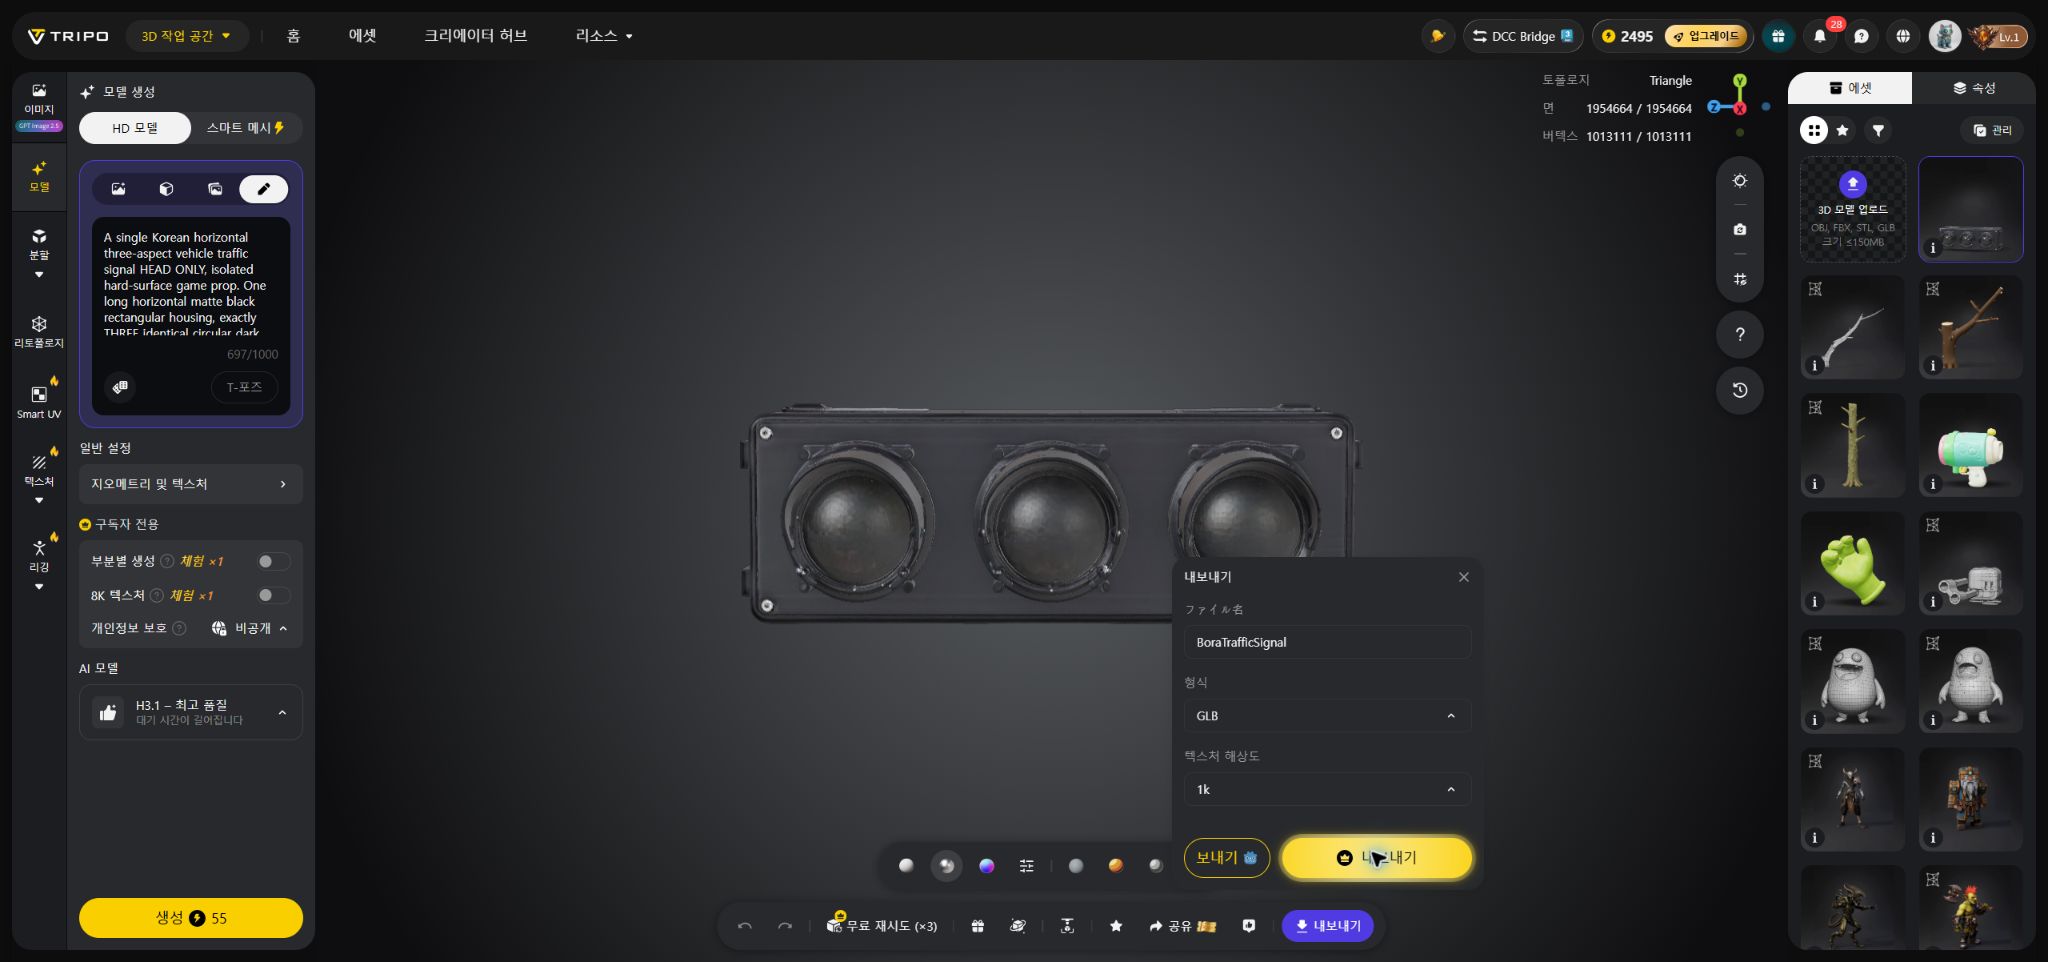 TRIPO
3D 작업 공간
홈
에셋
크리에이터 허브
리소스
DCC Bridge
2495
업그레이드
28
Lv.1
이미지
GPT Image 2.5
모델
분할
리토폴로지
Smart UV
텍스처
리깅
모델 생성
HD 모델
스마트 메시
A single Korean horizontal
three-aspect vehicle traffic
signal HEAD ONLY, isolated
hard-surface game prop. One
long horizontal matte black
rectangular housing, exactly
THREE identical circular dark
697/1000
T-포즈
일반 설정
지오메트리 및 텍스처
구독자 전용
부분별 생성 ? 체험 ×1
8K 텍스처 ? 체험 ×1
개인정보 보호 ? 비공개
AI 모델
H3.1 – 최고 품질
대기 시간이 길어집니다
생성 55
토폴로지 Triangle
면 1954664 / 1954664
버텍스 1013111 / 1013111
Y
Z
X
?
내보내기
ファイル名
BoraTrafficSignal
형식
GLB
텍스처 해상도
1k
보내기
무료 재시도 (×3)
공유
내보내기
에셋
속성
관리
3D 모델 업로드
OBJ, FBX, STL, GLB
크기 ≤150MB